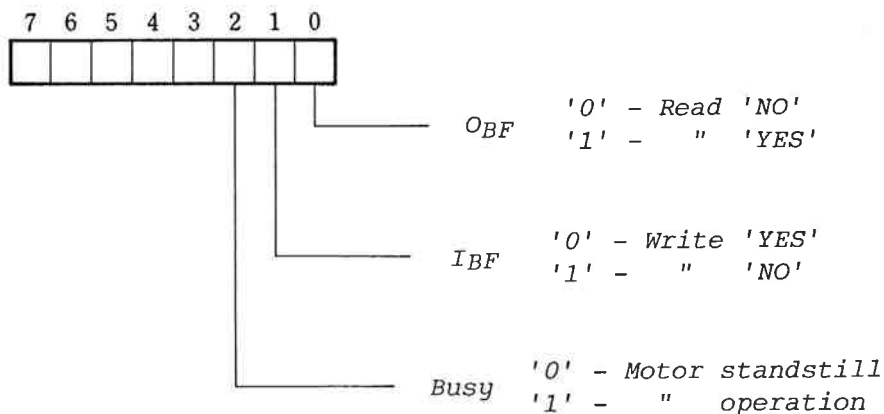 7 6 5 4 3 2 1 0
OBF '0' - Read 'NO'
'1' - " 'YES'
IBF '0' - Write 'YES'
'1' - " 'NO'
Busy '0' - Motor standstill
'1' - " operation